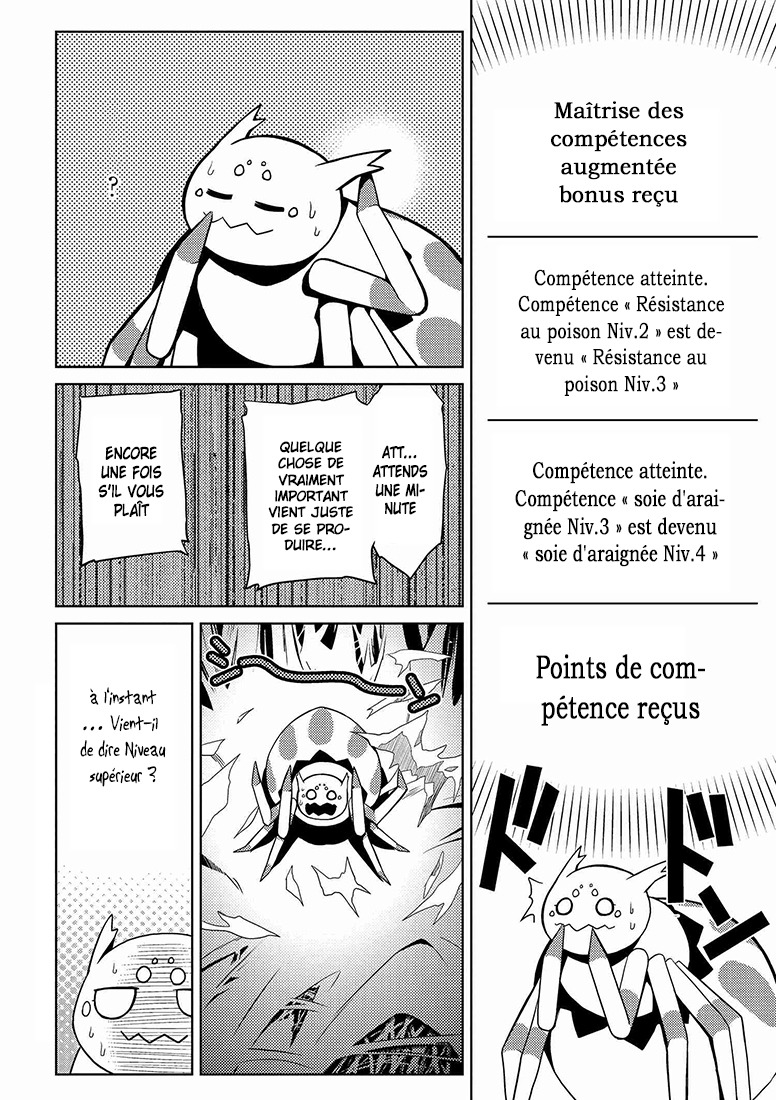 Maîtrise des
compétences
augmentée
bonus reçu
Compétence atteinte.
Compétence « Résistance
au poison Niv.2 » est de-
venu « Résistance au
poison Niv.3 »
Compétence atteinte.
Compétence « soie d'arai-
gnée Niv.3 » est devenu
« soie d'araignée Niv.4 »
Points de com-
pétence reçus
ドドド
?
ATT...
ATTENDS
UNE MI-
NUTE
QUELQUE
CHOSE DE
VRAIMENT
IMPORTANT
VIENT JUSTE
DE SE PRO-
DUIRE...
ENCORE
UNE FOIS
S'IL VOUS
PLAÎT
à l'instant
... Vient-il
de dire Niveau
supérieur ?